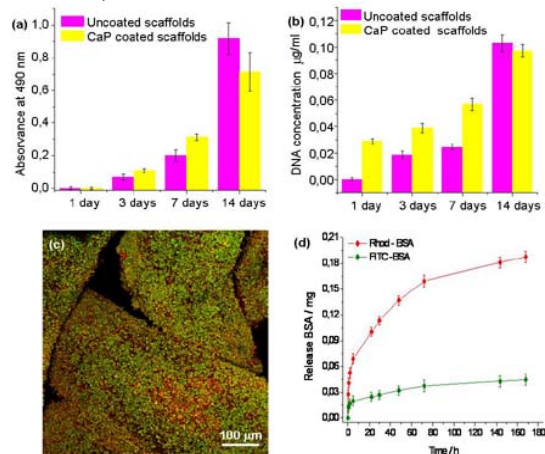 (a)
Uncoated scaffolds
CaP coated scaffolds
Absorvance at 490 nm
1,0
0,8
0,6
0,4
0,2
0,0
1 day 3 days 7 days 14 days
(b)
Uncoated scaffolds
CaP coated scaffolds
DNA concentration µg/ml
0,12
0,10
0,08
0,06
0,04
0,02
0,00
1 day 3 days 7 days 14 days
(c)
100 µm
(d)
Rhod - BSA
FITC-BSA
Release BSA / mg
0,21
0,18
0,15
0,12
0,09
0,06
0,03
0,00
0 20 40 60 80 100 120 140 160 180
Time / h